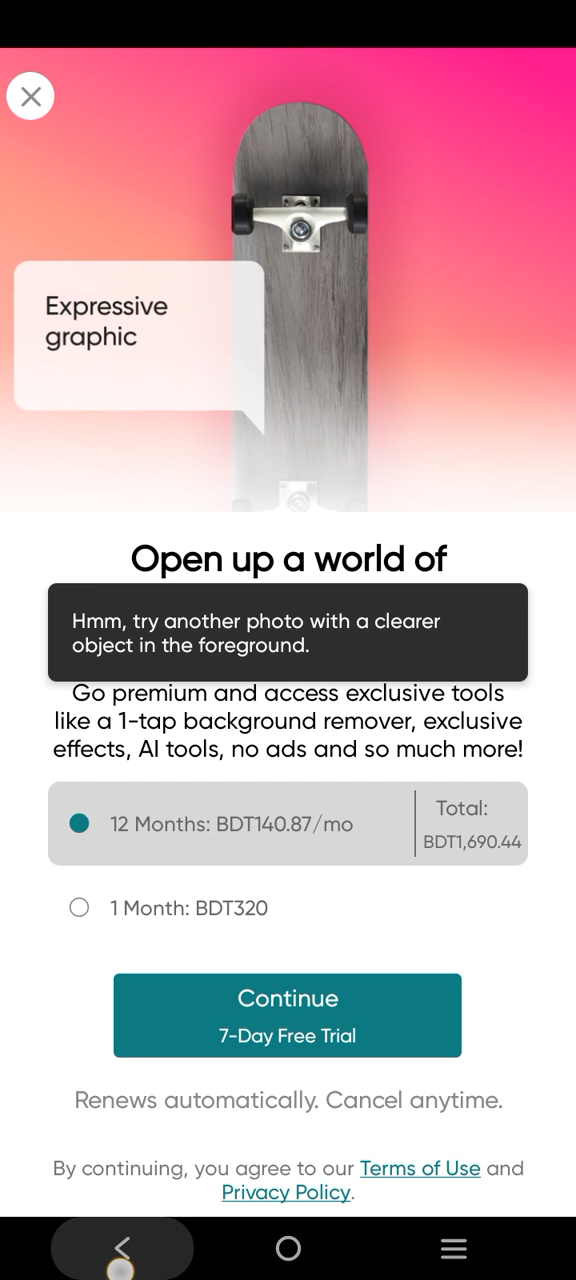 Expressive
graphic
Open up a world of
Hmm, try another photo with a clearer
object in the foreground.
Go premium and access exclusive tools
like a 1-tap background remover, exclusive
effects, AI tools, no ads and so much more!
12 Months: BDT140.87/mo
Total:
BDT1,690.44
1 Month: BDT320
Continue
7-Day Free Trial
Renews automatically. Cancel anytime.
By continuing, you agree to our Terms of Use and
Privacy Policy.